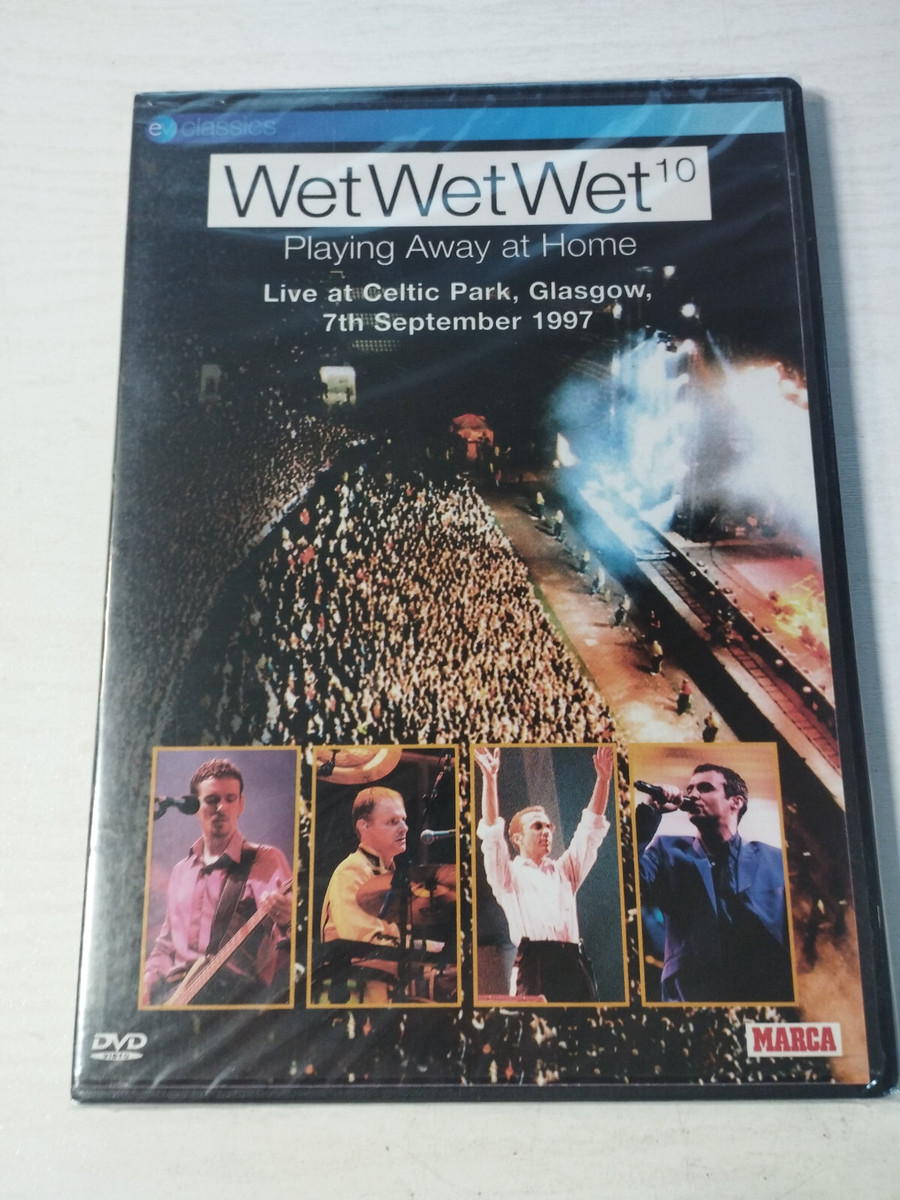 ev classics
WetWetWet10
Playing Away at Home
Live at Celtic Park, Glasgow,
7th September 1997
DVD
VIDEO
MARCA